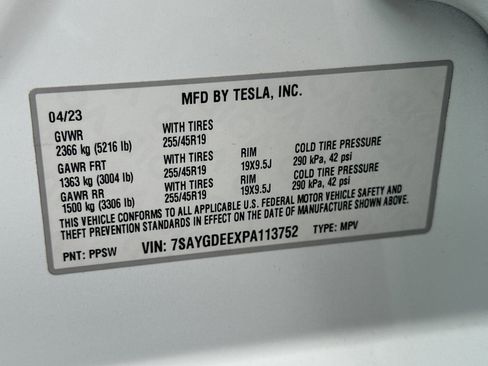 MFD BY TESLA, INC.
04/23
GVWR WITH TIRES
2366 kg (5216 lb) 255/45R19
GAWR FRT WITH TIRES RIM COLD TIRE PRESSURE
1363 kg (3004 lb) 255/45R19 19X9.5J 290 kPa, 42 psi
GAWR RR WITH TIRES RIM COLD TIRE PRESSURE
1500 kg (3306 lb) 255/45R19 19X9.5J 290 kPa, 42 psi
THIS VEHICLE CONFORMS TO ALL APPLICABLE U.S. FEDERAL MOTOR VEHICLE SAFETY AND
THEFT PREVENTION STANDARDS IN EFFECT ON THE DATE OF MANUFACTURE SHOWN ABOVE.
PNT: PPSW VIN: 7SAYGDEEXPA113752 TYPE: MPV